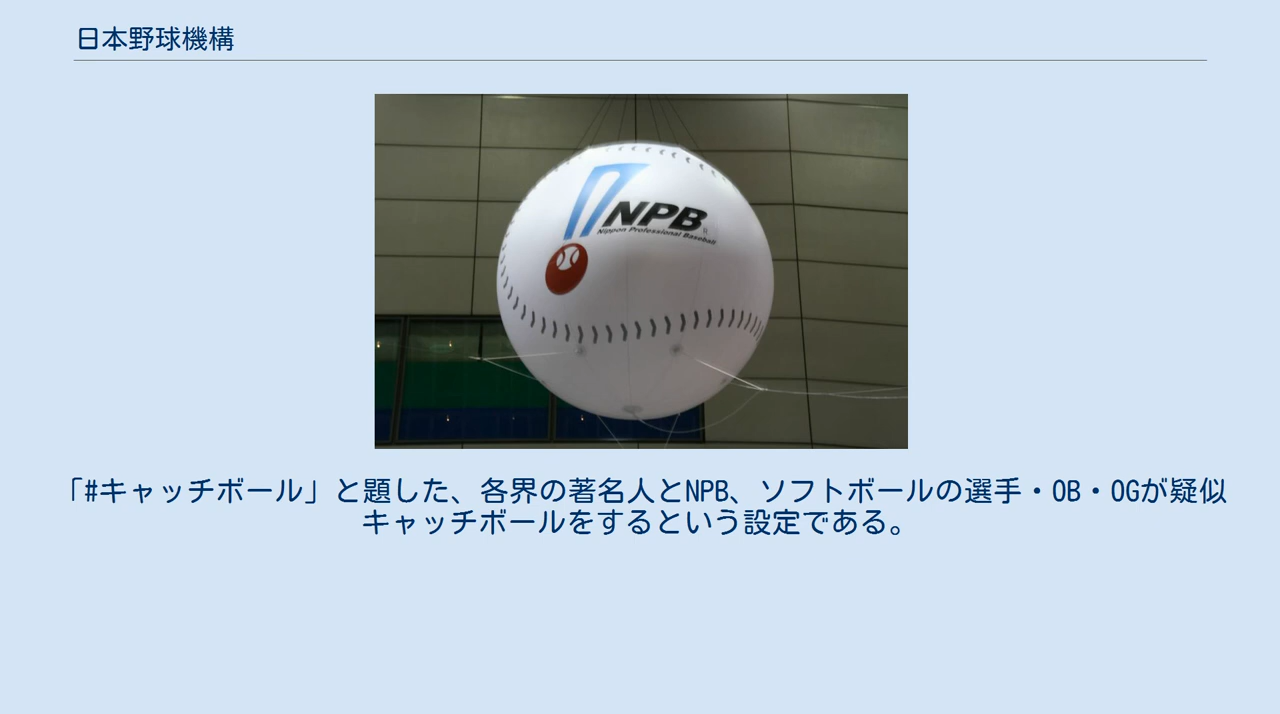 日本野球機構
NPB
Nippon Professional Baseball
「#キャッチボール」と題した、各界の著名人とNPB、ソフトボールの選手・OB・OGが疑似
キャッチボールをするという設定である。